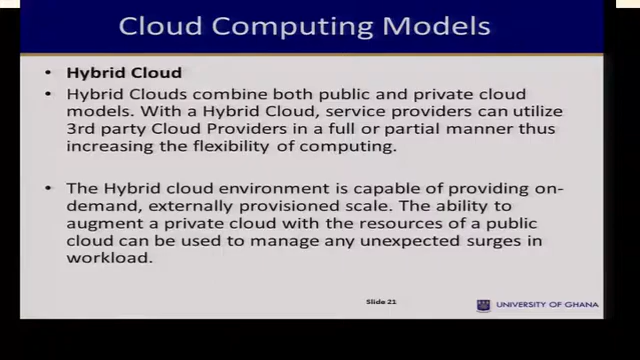 Cloud Computing Models
• Hybrid Cloud
• Hybrid Clouds combine both public and private cloud
models. With a Hybrid Cloud, service providers can utilize
3rd party Cloud Providers in a full or partial manner thus
increasing the flexibility of computing.
• The Hybrid cloud environment is capable of providing on-
demand, externally provisioned scale. The ability to
augment a private cloud with the resources of a public
cloud can be used to manage any unexpected surges in
workload.
Slide 21
UNIVERSITY OF GHANA